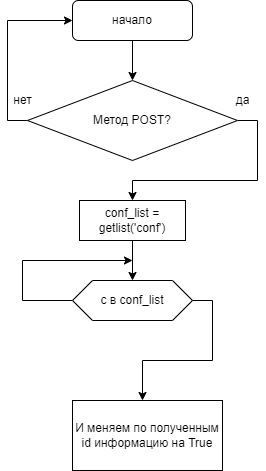 начало
нет
да
Метод POST?
conf_list =
getlist('conf')
с в conf_list
И меняем по полученным
id информацию на True